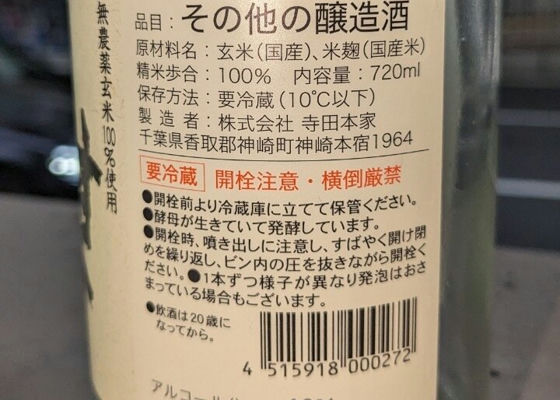 無農薬玄米100%使用
品目：その他の醸造酒
原材料名：玄米（国産）、米麹（国産米）
精米歩合：100%　内容量：720ml
保存方法：要冷蔵（10℃以下）
製 造 者：株式会社 寺田本家
千葉県香取郡神崎町神崎本宿1964
要冷蔵 開栓注意・横倒厳禁
●開栓前より冷蔵庫に立てて保管ください。
●酵母が生きていて発酵しています。
●開栓時、噴き出しに注意し、すばやく開け閉
めを繰り返し、ビン内の圧を抜きながら開栓く
ださい。●1本ずつ様子が異なり発泡はおさ
まっている場合もございます。
●飲酒は20歳に
なってから。
4 515918 000272
アルコール